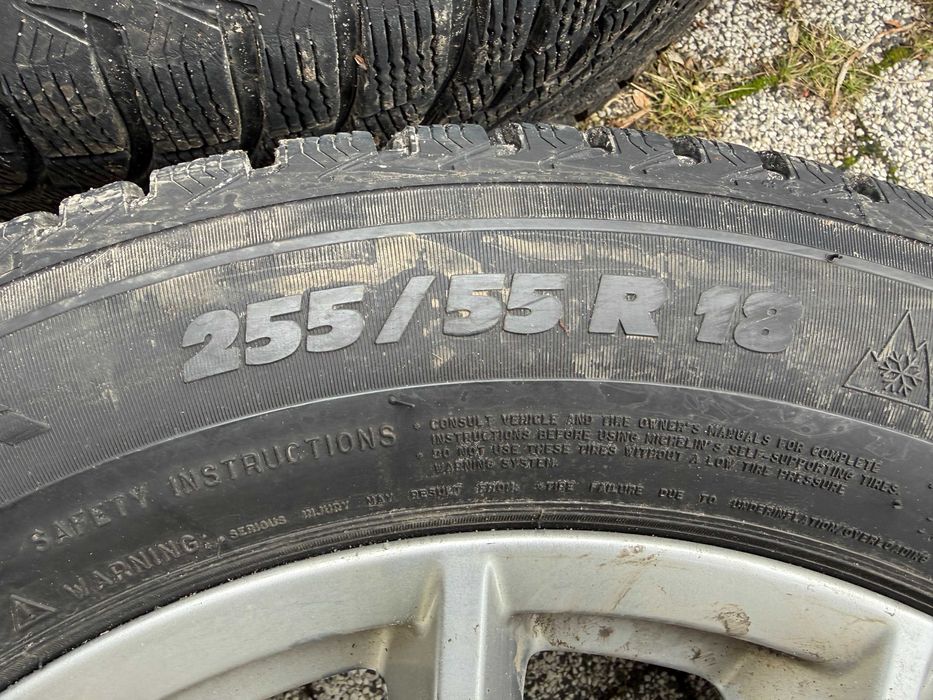 255/55 R 18
SAFETY INSTRUCTIONS
• CONSULT VEHICLE AND TIRE OWNER'S MANUALS FOR COMPLETE
INSTRUCTIONS BEFORE USING MICHELIN'S SELF-SUPPORTING TIRES.
• DO NOT USE THESE TIRES WITHOUT A LOW TIRE PRESSURE
WARNING SYSTEM.
WARNING: SERIOUS INJURY MAY RESULT FROM: •TIRE FAILURE DUE TO UNDERINFLATION/OVERLOADING